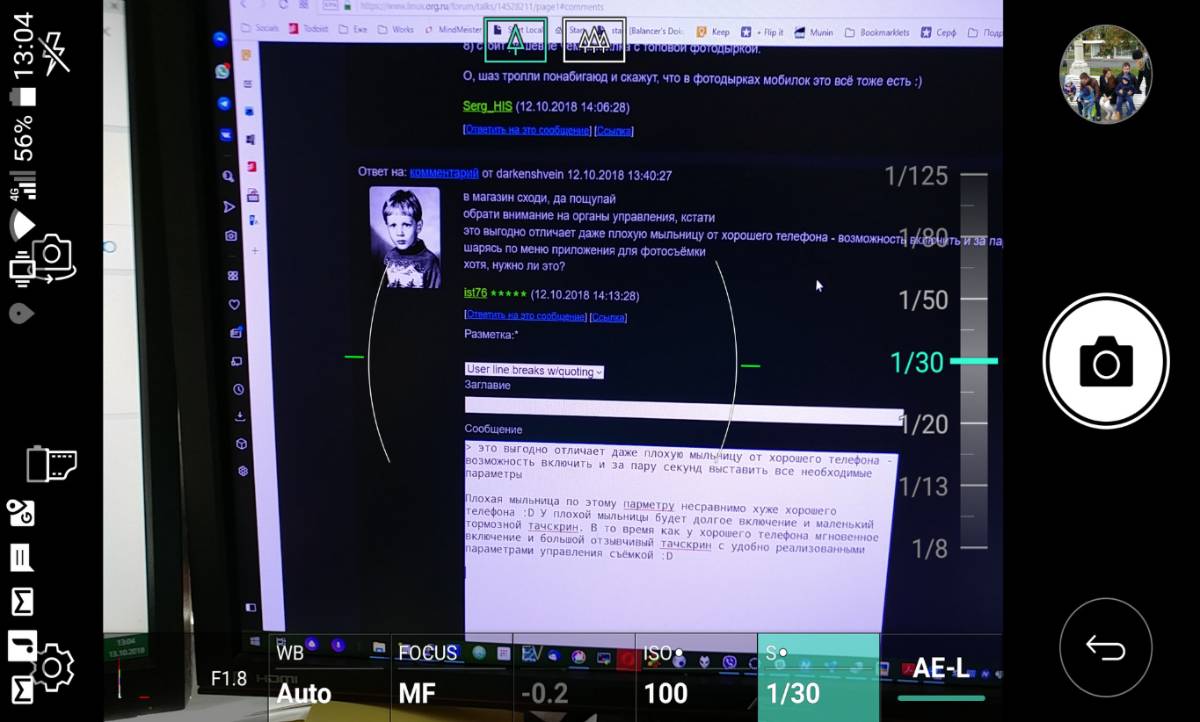 13:04
56%
4G
https://www.linux.org.ru/forum/talks/14528211/page1#comments
Socials
Todoist
Ежe
Works
MindMeister
Start Local
Star
[Balancer's Do
Keep
+ Flip it
Munin
Bookmarklets
Серф
Под
с топовой фотодыркой.
О, шаз тролли понабигаюд и скажут, что в фотодырках мобилок это всё тоже есть :)
Serg_HIS (12.10.2018 14:06:28)
[Ответить на это сообщение] [Ссылка]
Ответ на: комментарий от darkenshvein 12.10.2018 13:40:27
в магазин сходи, да пощупай
обрати внимание на органы управления, кстати
это выгодно отличает даже плохую мыльницу от хорошего телефона - возможность включить и за па
шарясь по меню приложения для фотосъёмки
хотя, нужно ли это?
ist76 ★★★★★ (12.10.2018 14:13:28)
[Ответить на это сообщение] [Ссылка]
Разметка:*
User line breaks w/quoting
Заглавие
Сообщение
> это выгодно отличает даже плохую мыльницу от хорошего телефона -
возможность включить и за пару секунд выставить все необходимые
параметры
Плохая мыльница по этому парметру несравнимо хуже хорошего
телефона :D У плохой мыльницы будет долгое включение и маленький
тормозной тачскрин. В то время как у хорошего телефона мгновенное
включение и большой отзывчивый тачскрин с удобно реализованными
параметрами управления съёмкой :D
1/125
1/80
1/50
1/30
1/20
1/13
1/8
13:04
13.10.2018
HDMI
F1.8
WB
Auto
FOCUS
MF
EV
-0.2
ISO
100
S
1/30
AE-L